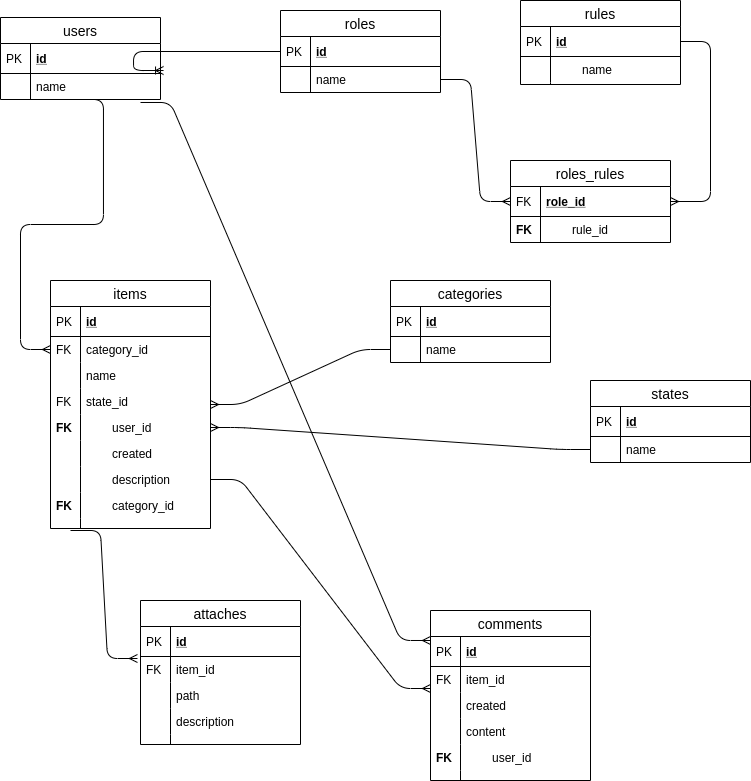 users
PK id
name
roles
PK id
name
rules
PK id
name
roles_rules
FK role_id
FK rule_id
items
PK id
FK category_id
name
FK state_id
FK user_id
created
description
FK category_id
categories
PK id
name
states
PK id
name
attaches
PK id
FK item_id
path
description
comments
PK id
FK item_id
created
content
FK user_id